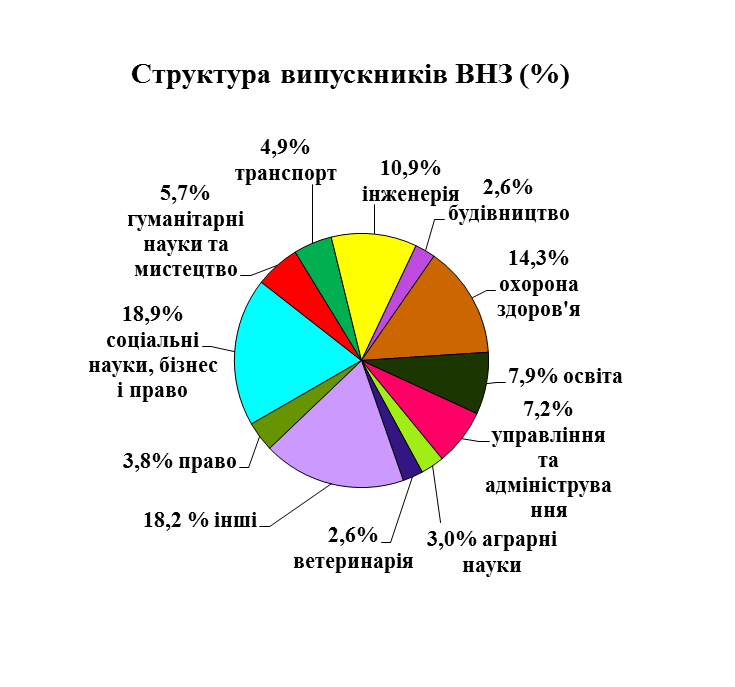 Структура випускників ВНЗ (%)
4,9%
транспорт
10,9%
інженерія
2,6%
будівництво
14,3%
охорона
здоров'я
7,9% освіта
7,2%
управління
та
адмініструва
ння
3,0% аграрні
науки
2,6%
ветеринарія
18,2 % інші
3,8% право
18,9%
соціальні
науки, бізнес
і право
5,7%
гуманітарні
науки та
мистецтво